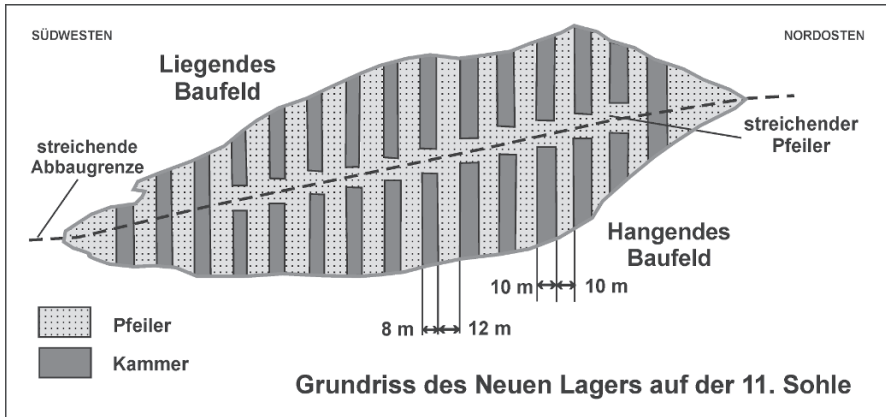 SÜDWESTEN
NORDOSTEN
Liegendes
Baufeld
streichende
Abbaugrenze
streichender
Pfeiler
Hangendes
Baufeld
10 m
10 m
8 m
12 m
Pfeiler
Kammer
Grundriss des Neuen Lagers auf der 11. Sohle